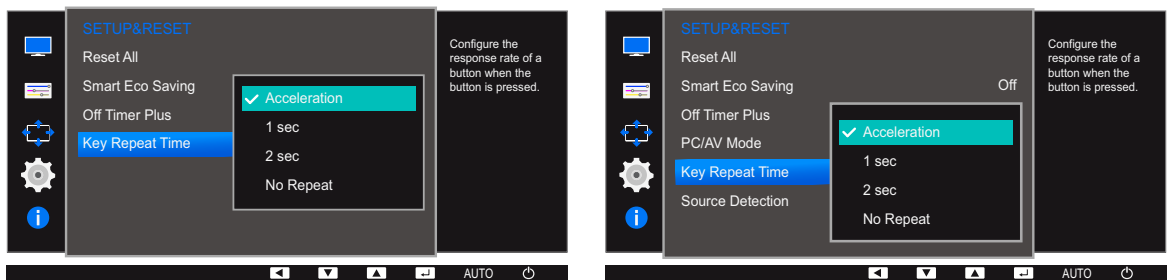 SETUP&RESET
Reset All
Smart Eco Saving
Off Timer Plus
Key Repeat Time
Acceleration
1 sec
2 sec
No Repeat
Configure the
response rate of a
button when the
button is pressed.
AUTO
SETUP&RESET
Reset All
Smart Eco Saving Off
Off Timer Plus
PC/AV Mode
Key Repeat Time
Source Detection
Acceleration
1 sec
2 sec
No Repeat
Configure the
response rate of a
button when the
button is pressed.
AUTO